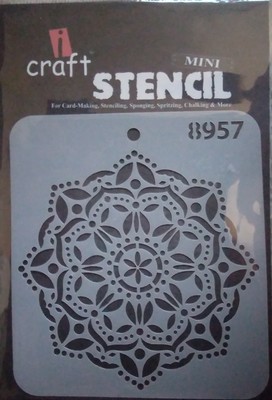 i
craft
MINI
STENCIL
For Card-Making, Stenciling, Sponging, Spritzing, Chalking & More
8957